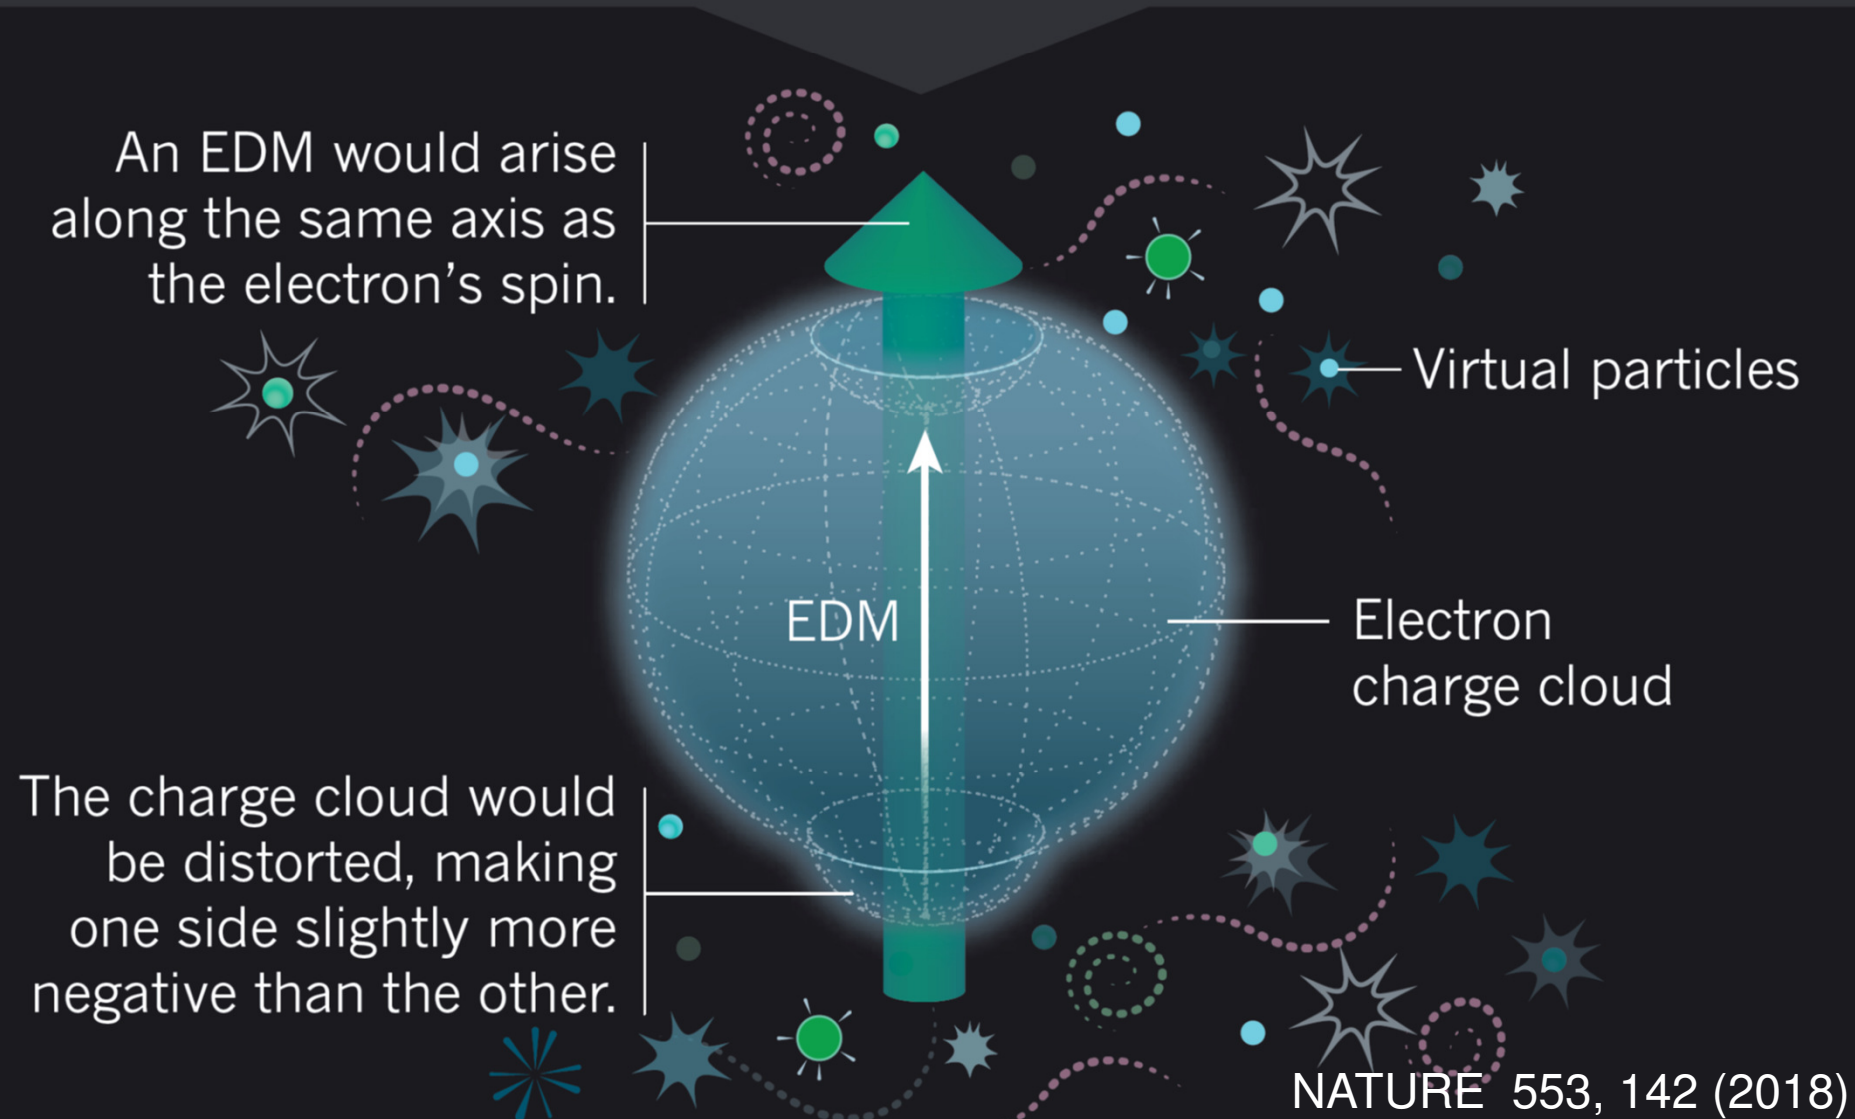 An EDM would arise
along the same axis as
the electron’s spin.
Virtual particles
EDM
Electron
charge cloud
The charge cloud would
be distorted, making
one side slightly more
negative than the other.
NATURE 553, 142 (2018)